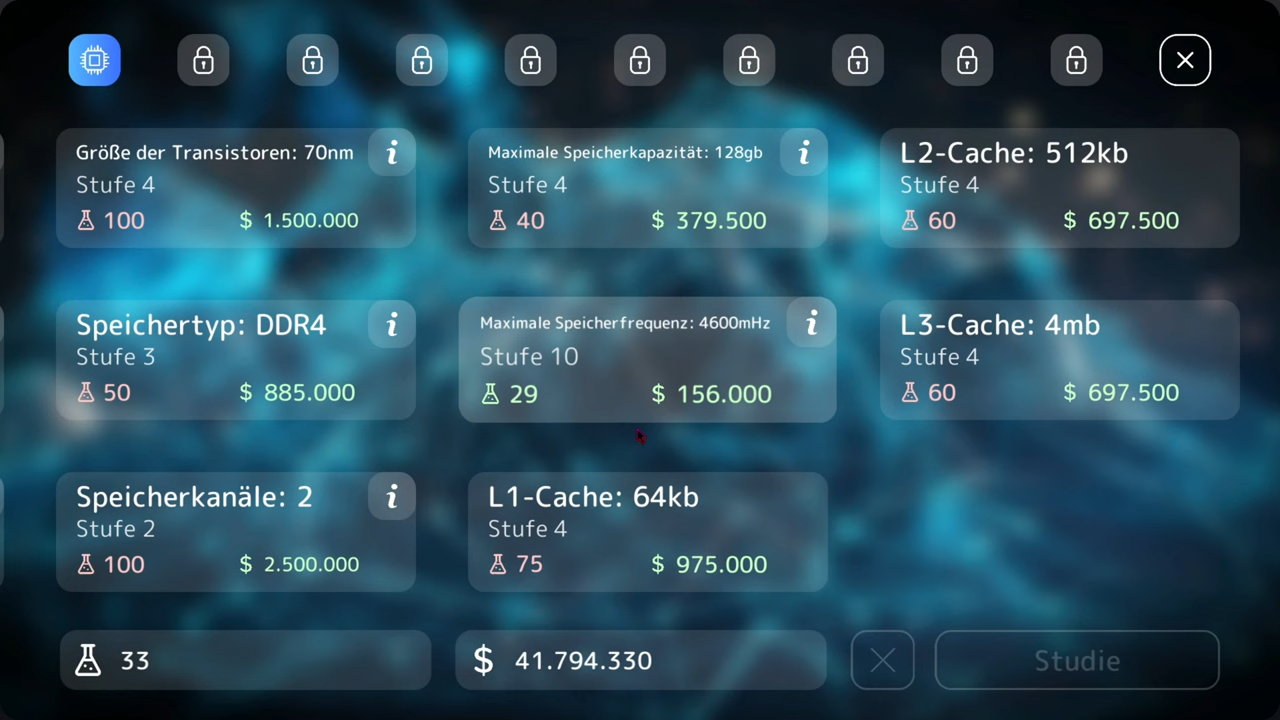 Größe der Transistoren: 70nm
Stufe 4
100 $ 1.500.000
Maximale Speicherkapazität: 128gb
Stufe 4
40 $ 379.500
L2-Cache: 512kb
Stufe 4
60 $ 697.500
Speichertyp: DDR4
Stufe 3
50 $ 885.000
Maximale Speicherfrequenz: 4600mHz
Stufe 10
29 $ 156.000
L3-Cache: 4mb
Stufe 4
60 $ 697.500
Speicherkanäle: 2
Stufe 2
100 $ 2.500.000
L1-Cache: 64kb
Stufe 4
75 $ 975.000
33
$ 41.794.330
Studie